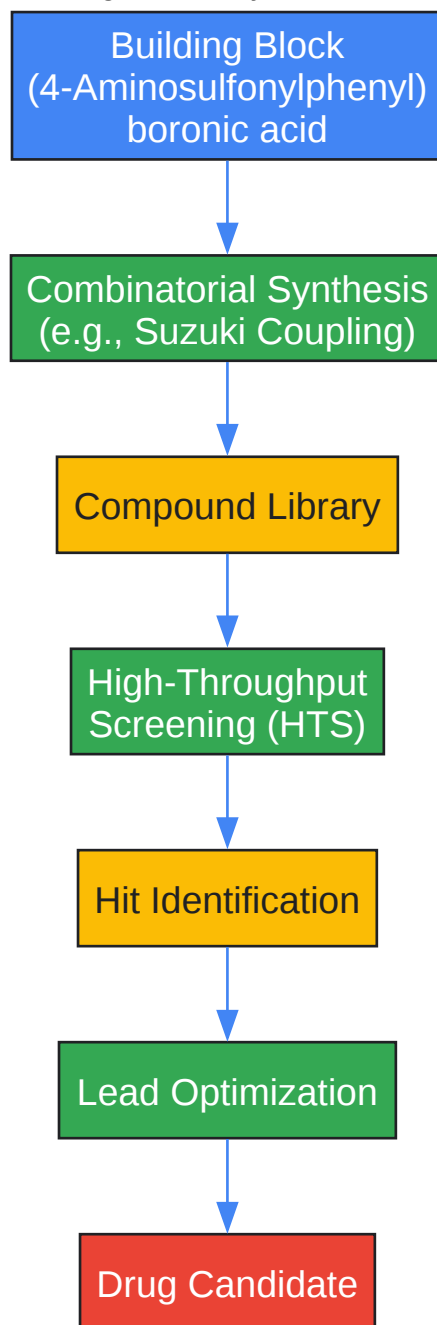 Building Block
(4-Aminosulfonylphenyl)
boronic acid
Combinatorial Synthesis
(e.g., Suzuki Coupling)
Compound Library
High-Throughput
Screening (HTS)
Hit Identification
Lead Optimization
Drug Candidate